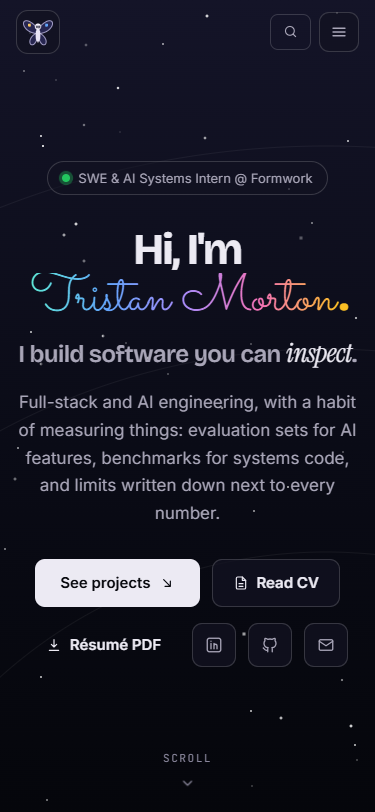 SWE & AI Systems Intern @ Formwork
Hi, I'm
Tristan Morton.
I build software you can inspect.
Full-stack and AI engineering, with a habit
of measuring things: evaluation sets for AI
features, benchmarks for systems code,
and limits written down next to every
number.
See projects
Read CV
Résumé PDF
SCROLL